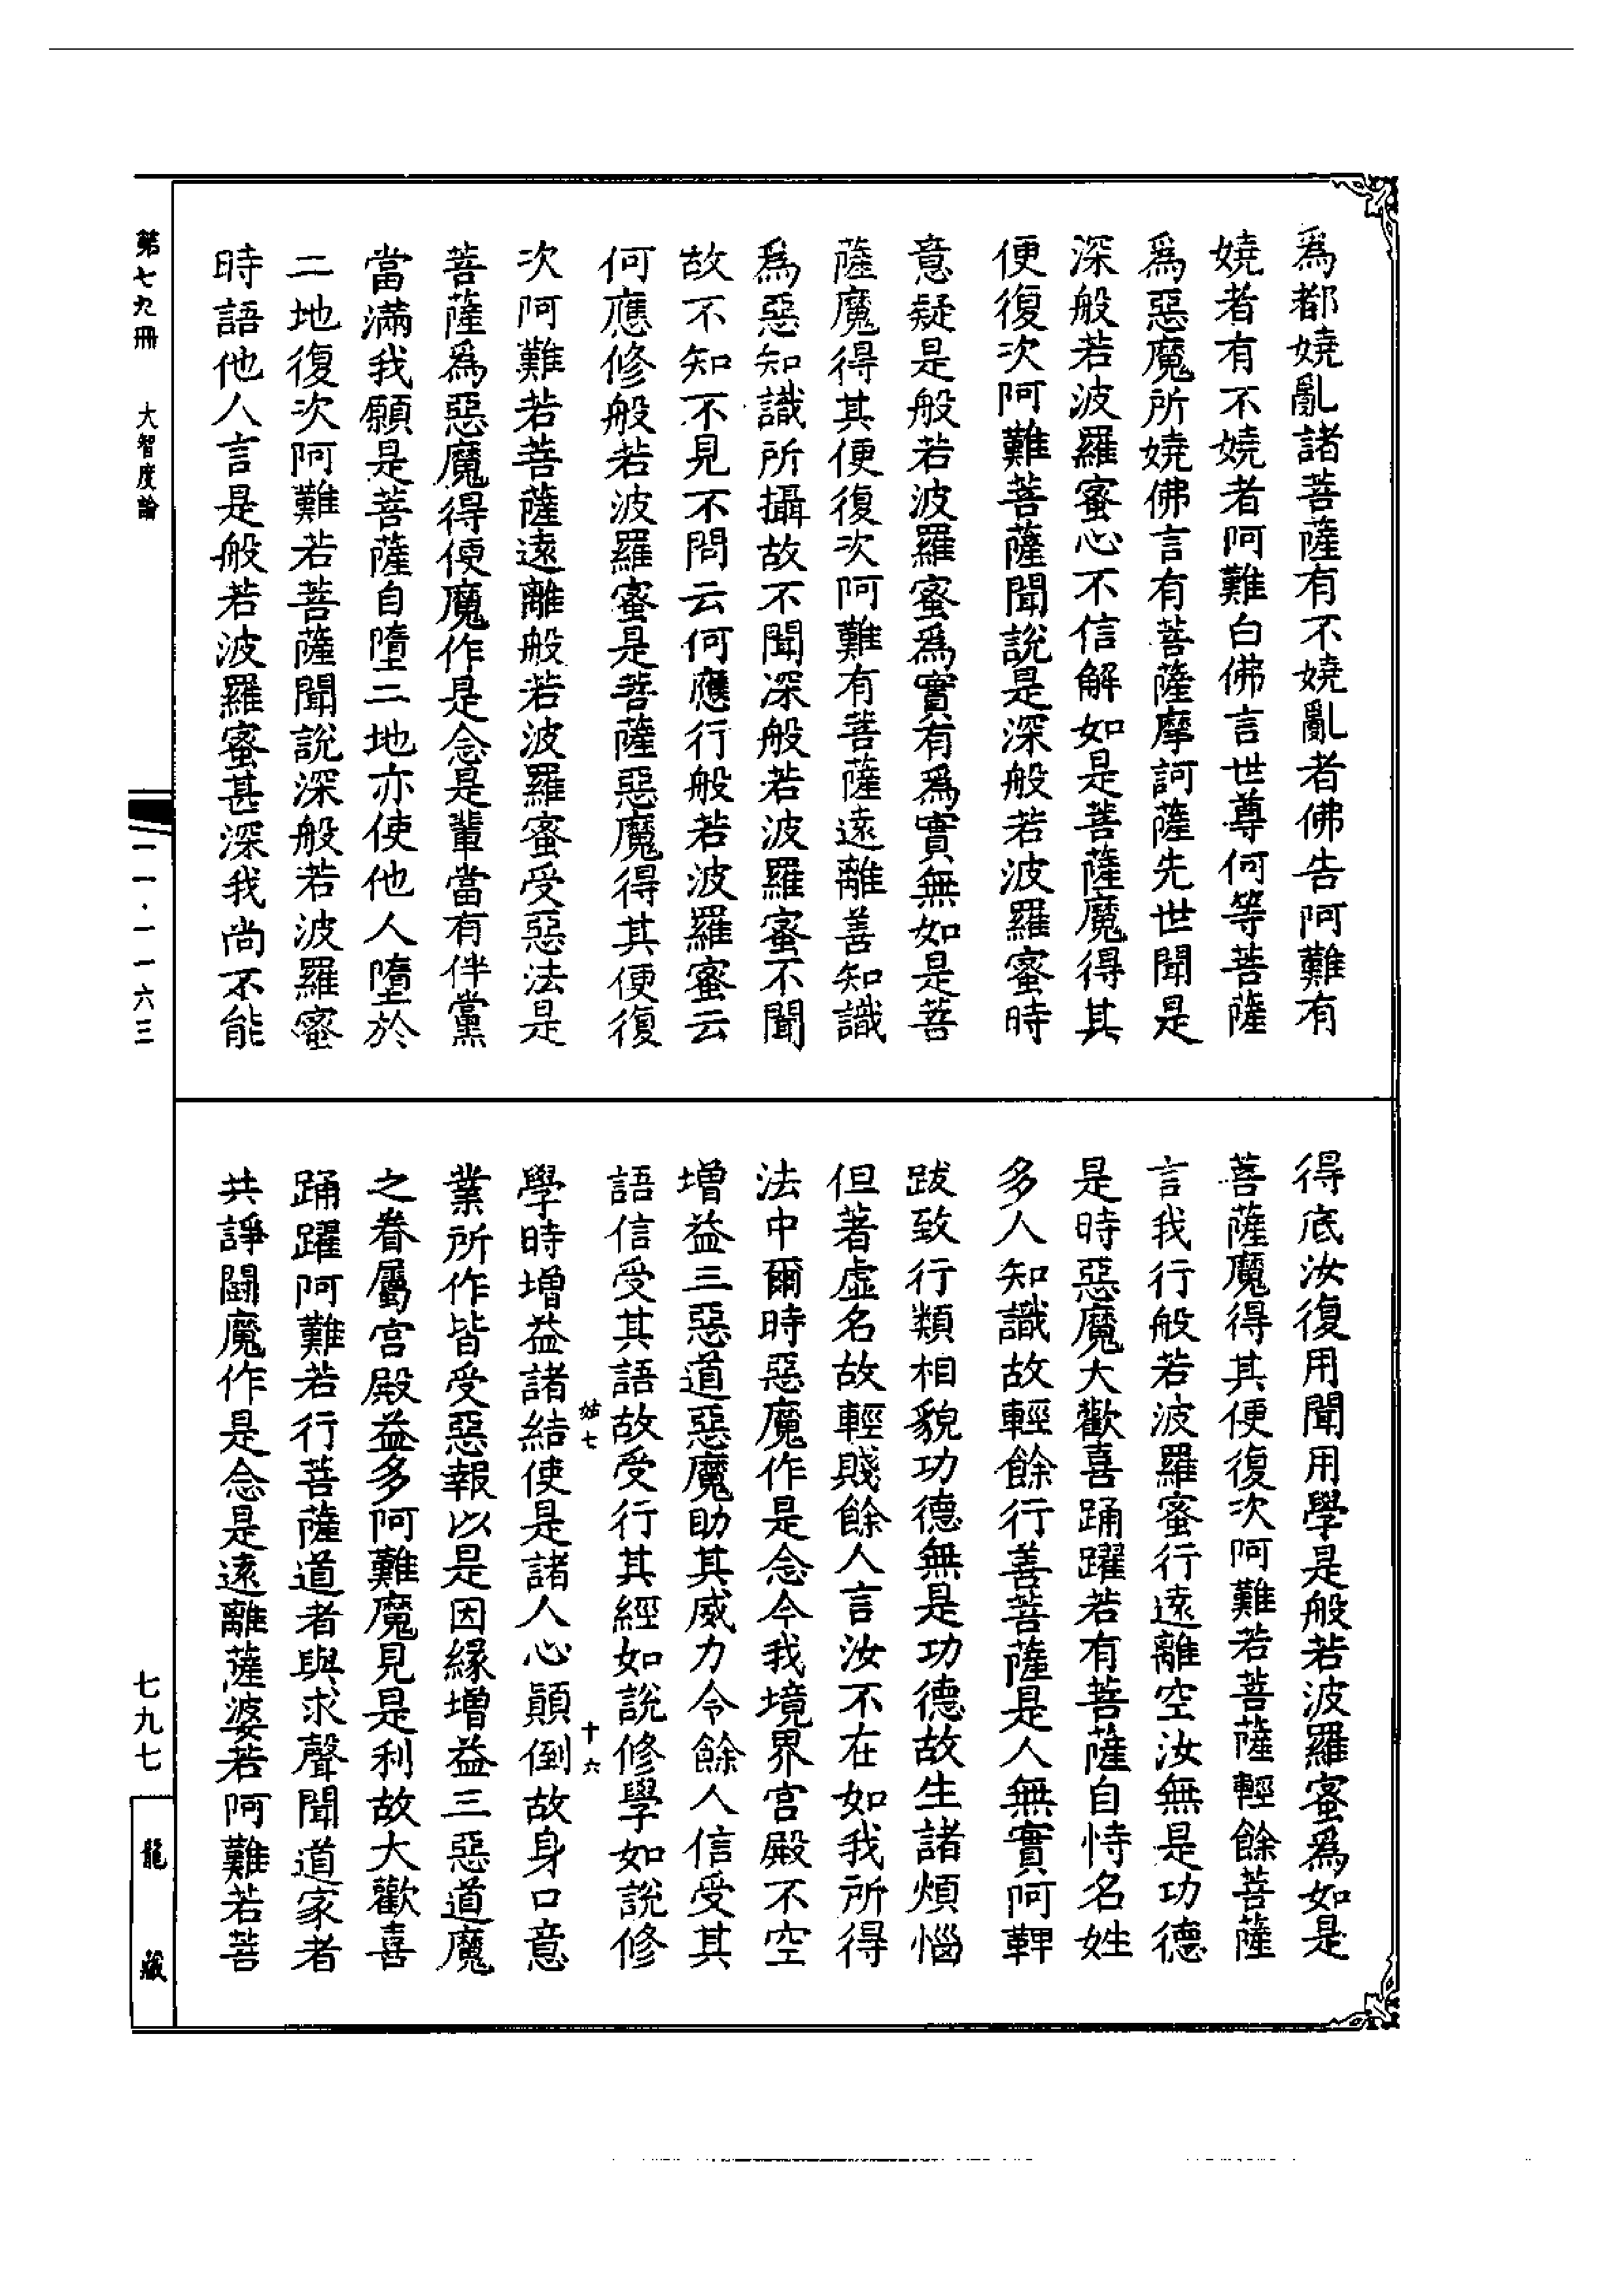 為都嬈亂諸菩薩有不嬈亂者佛告阿難有
嬈者有不嬈者阿難白佛言世尊何等菩薩
為惡魔所嬈佛言有菩薩摩訶薩先世聞是
深般若波羅蜜心不信解如是菩薩魔得其
便復次阿難菩薩聞說是深般若波羅蜜時
意疑是般若波羅蜜為實有為實無如是菩
薩魔得其便復次阿難有菩薩遠離善知識
為惡知識所攝故不聞深般若波羅蜜不聞
故不知不見不問云何應行般若波羅蜜云
何應修般若波羅蜜是菩薩惡魔得其便復
次阿難若菩薩遠離般若波羅蜜受惡法是
菩薩為惡魔得便魔作是念是輩當有伴黨
當滿我願是菩薩自墮二地亦使他人墮於
二地復次阿難若菩薩聞說深般若波羅蜜
時語他人言是般若波羅蜜甚深我尚不能
得底汝復用聞用學是般若波羅蜜為如是
菩薩魔得其便復次阿難若菩薩輕餘菩薩
言我行般若波羅蜜行遠離空汝無是功德
是時惡魔大歡喜踊躍若有菩薩自恃名姓
多人知識故輕餘行善菩薩是人無實阿鞞
跋致行類相貌功德無是功德故生諸煩惱
但著虛名故輕賤餘人言汝不在如我所得
法中爾時惡魔作是念今我境界宮殿不空
增益三惡道惡魔助其威力令餘人信受其
語信受其語故受行其經如說修學如說修
姑七 十六
學時增益諸結使是諸人心顛倒故身口意
業所作皆受惡報以是因緣增益三惡道魔
之眷屬宮殿益多阿難魔見是利故大歡喜
踊躍阿難若行菩薩道者與求聲聞道家者
共諍鬪魔作是念是遠離薩婆若阿難若菩
第七九冊 大智度論
一一·一一六三
七九七
龍藏